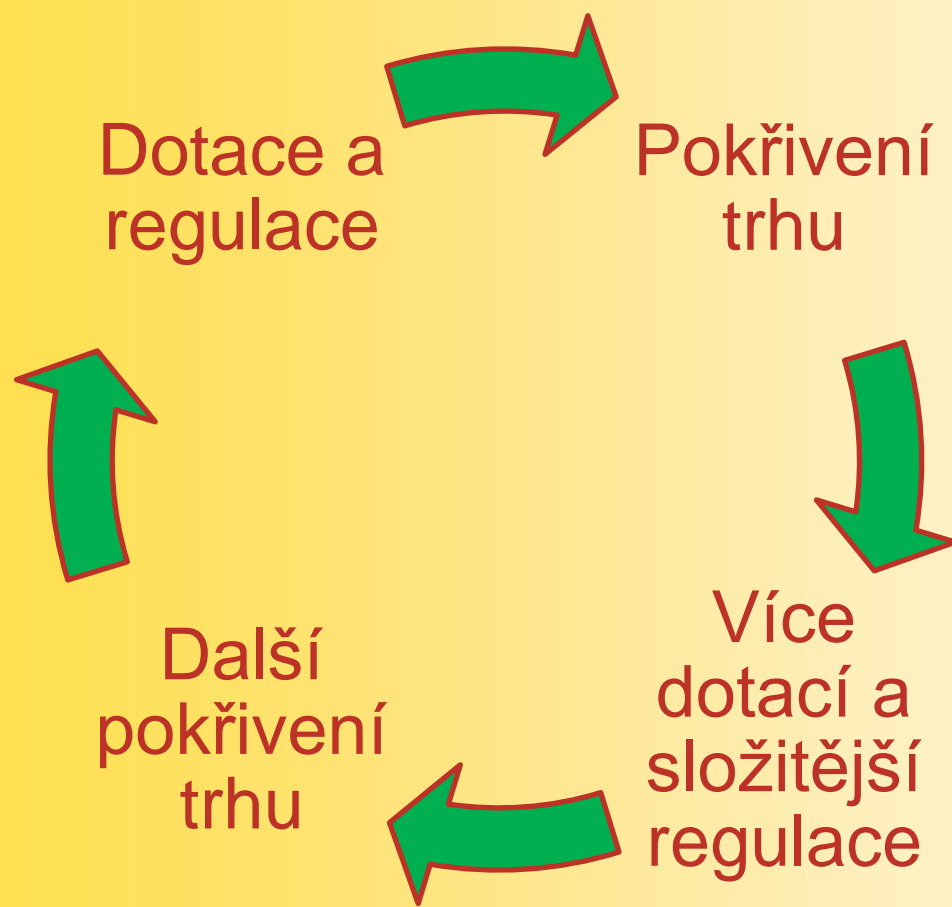 Dotace a
regulace
Pokřivení
trhu
Více
dotací a
složitější
regulace
Další
pokřivení
trhu